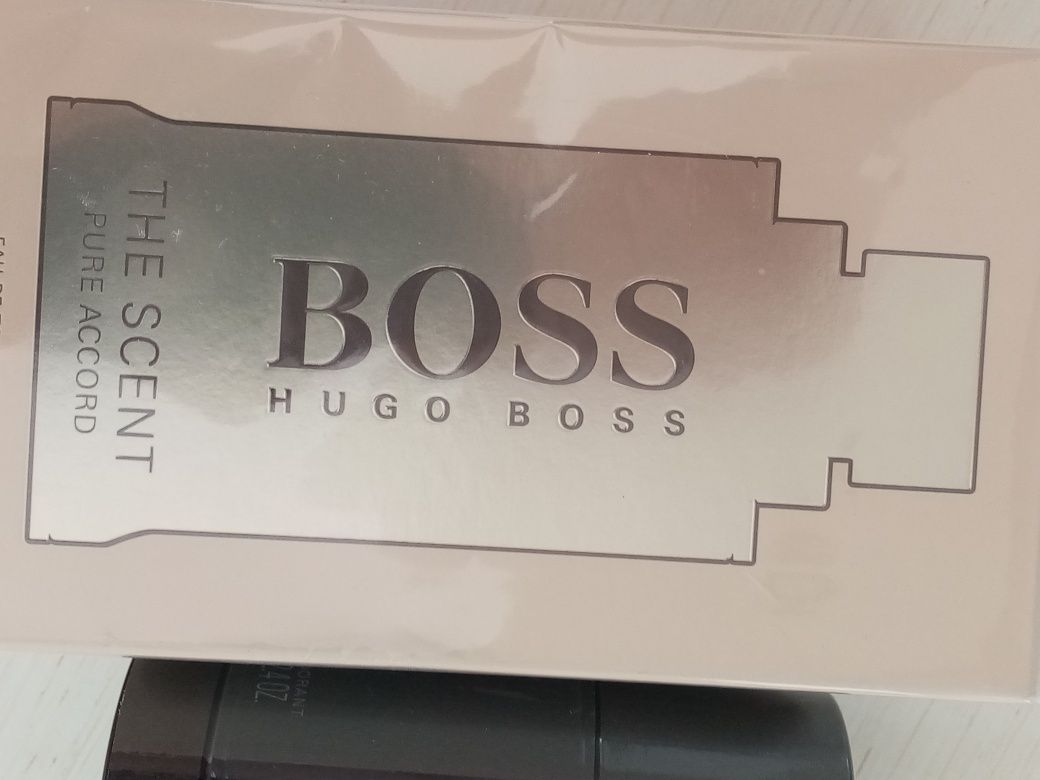 BOSS
HUGO BOSS
THE SCENT
PURE ACCORD